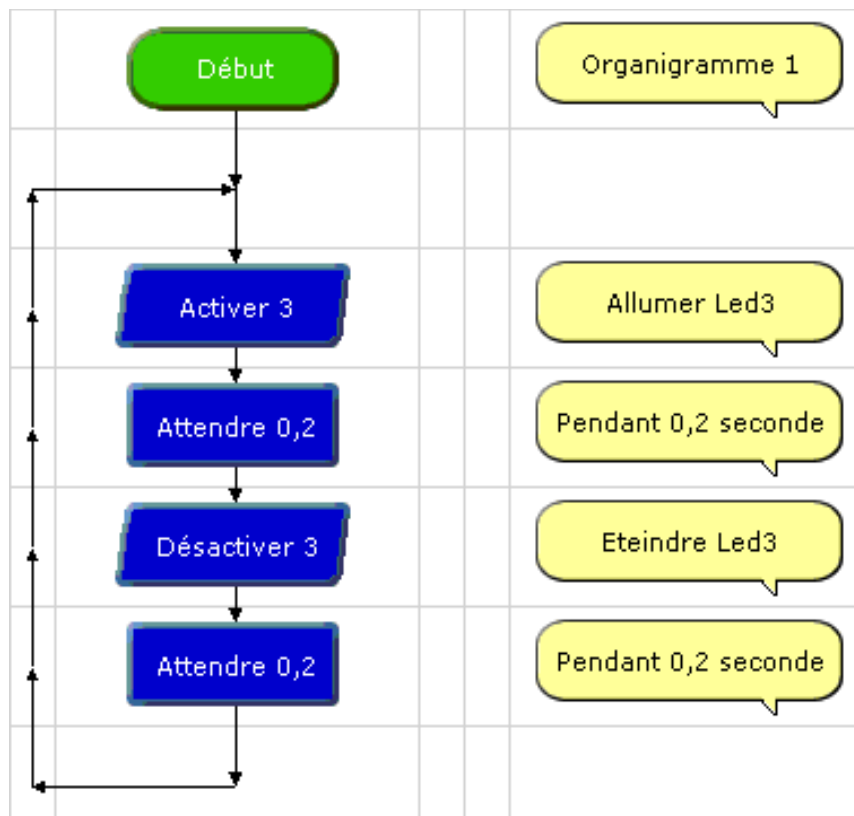 Début
Organigramme 1
Activer 3
Allumer Led3
Attendre 0,2
Pendant 0,2 seconde
Désactiver 3
Eteindre Led3
Attendre 0,2
Pendant 0,2 seconde